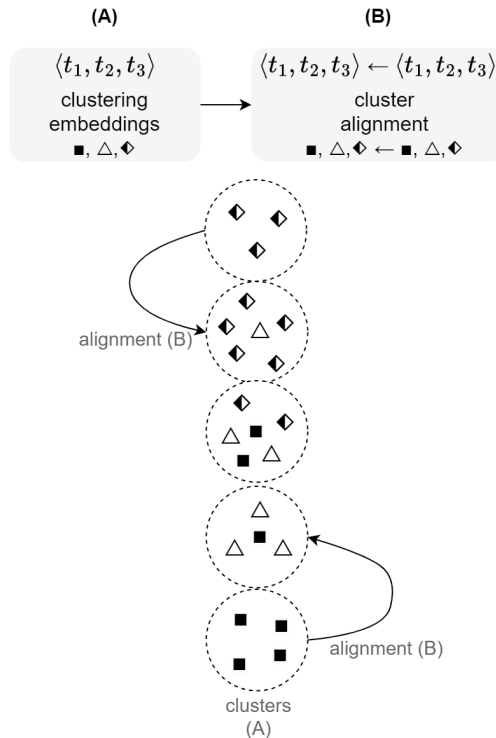 (A)
(B)
⟨t₁, t₂, t₃⟩
⟨t₁, t₂, t₃⟩ ← ⟨t₁, t₂, t₃⟩
clustering
embeddings
■, △, ⬖
cluster
alignment
■, △, ⬖ ← ■, △, ⬖
alignment (B)
alignment (B)
clusters
(A)